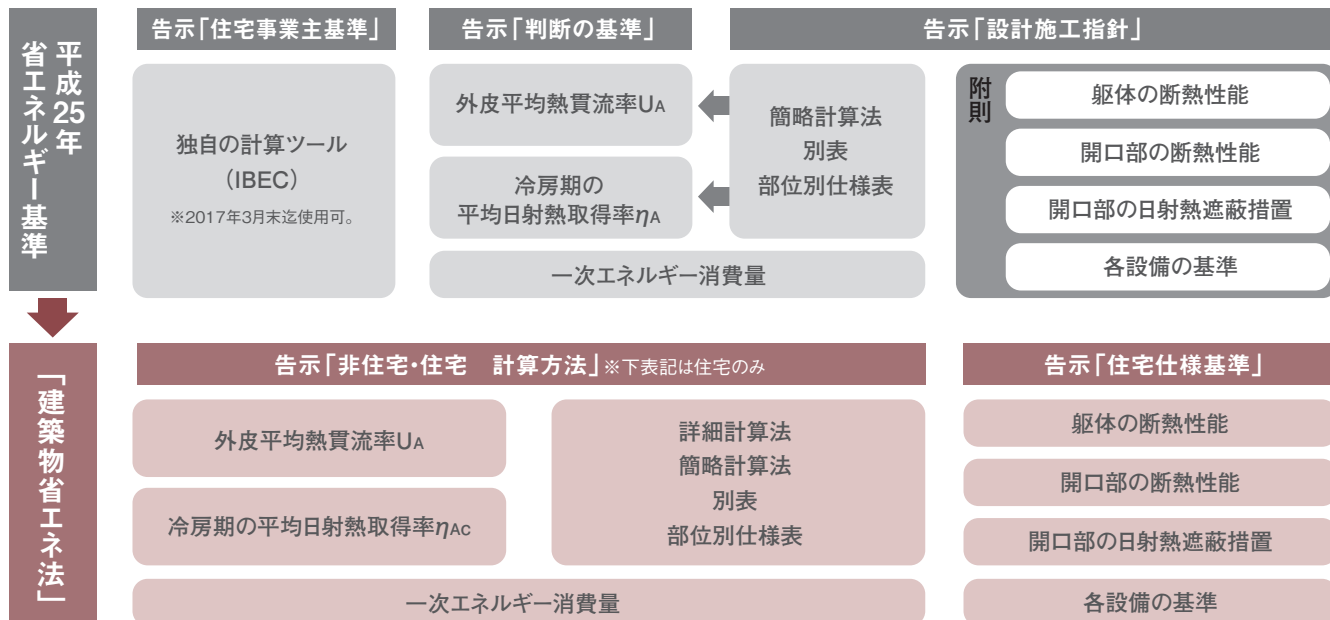 平成25年
省エネルギー基準
告示「住宅事業主基準」
独自の計算ツール
（IBEC）
※2017年3月末迄使用可。
告示「判断の基準」
外皮平均熱貫流率UA
冷房期の
平均日射熱取得率ηA
一次エネルギー消費量
告示「設計施工指針」
簡略計算法
別表
部位別仕様表
附則
躯体の断熱性能
開口部の断熱性能
開口部の日射熱遮蔽措置
各設備の基準
「建築物省エネ法」
告示「非住宅・住宅　計算方法」※下表記は住宅のみ
外皮平均熱貫流率UA
冷房期の平均日射熱取得率ηAC
詳細計算法
簡略計算法
別表
部位別仕様表
一次エネルギー消費量
告示「住宅仕様基準」
躯体の断熱性能
開口部の断熱性能
開口部の日射熱遮蔽措置
各設備の基準